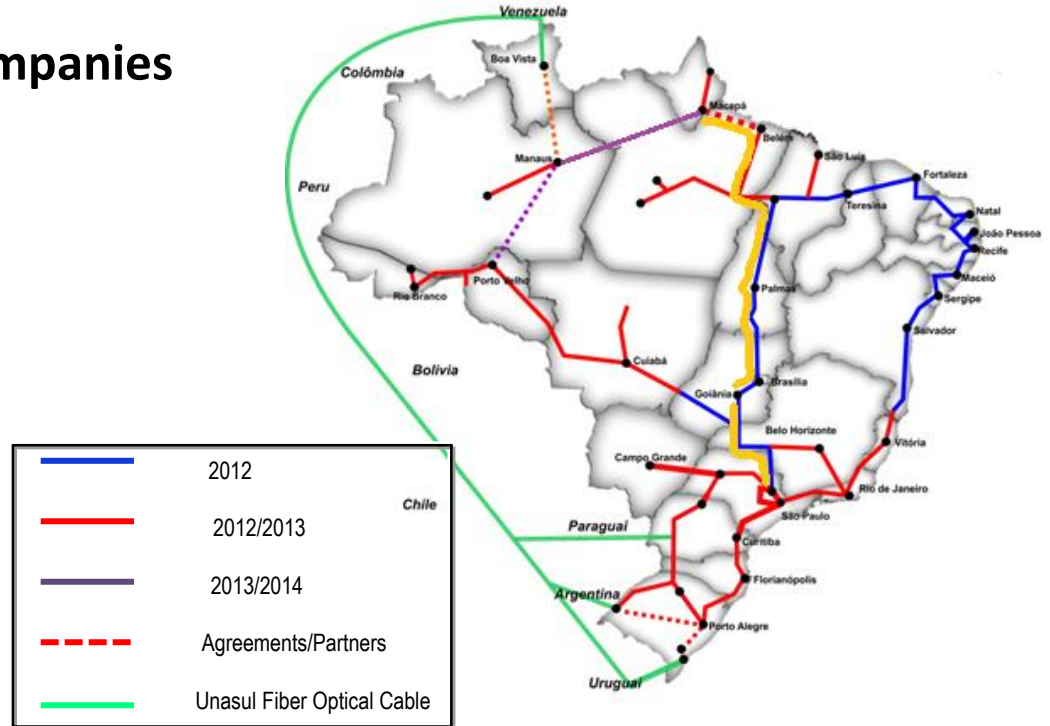 mpanies
Venezuela
Boa Vista
Colômbia
Macapá
Belém
Manaus
São Luis
Fortaleza
Peru
Teresina
Natal
João Pessoa
Recife
Porto Velho
Maceió
Rio Branco
Palmas
Sergipe
Salvador
Cuiabá
Bolivia
Brasília
Goiânia
Belo Horizonte
Vitória
Campo Grande
Rio de Janeiro
São Paulo
Paraguai
Curitiba
Florianópolis
Argentina
Porto Alegre
Uruguai
2012
Chile
2012/2013
2013/2014
Agreements/Partners
Unasul Fiber Optical Cable